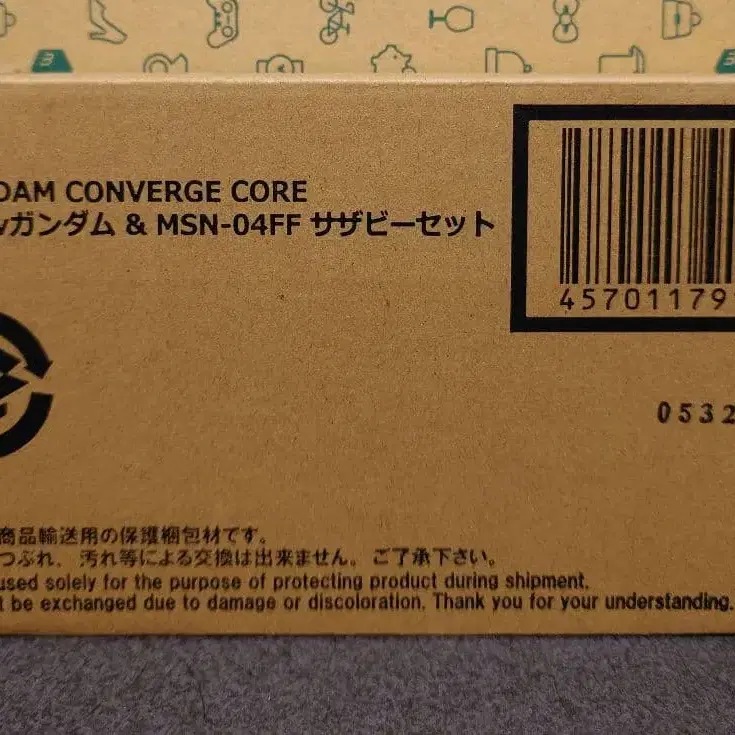 3
3
DAM CONVERGE CORE
νガンダム & MSN-04FF サザビーセット
45701179
0532
商品輸送用の保護梱包材です。
つぶれ、汚れ等による交換は出来ません。ご了承下さい。
used solely for the purpose of protecting product during shipment.
t be exchanged due to damage or discoloration. Thank you for your understanding.